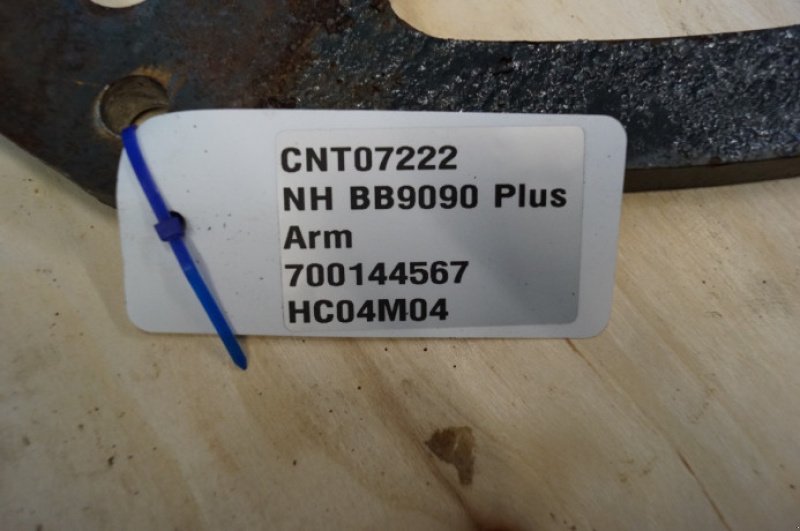 CNT07222
NH BB9090 Plus
Arm
700144567
HC04M04